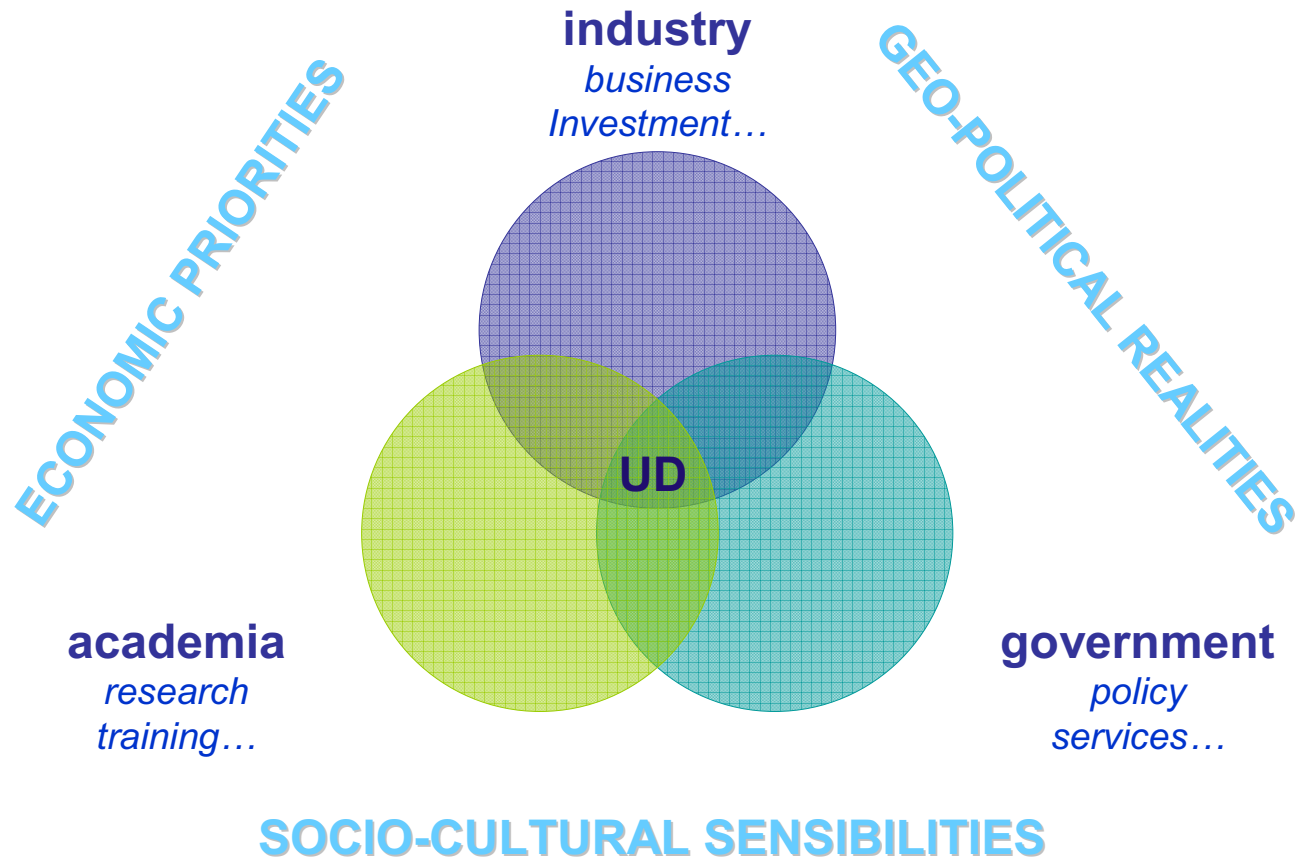 industry
business
Investment…
ECONOMIC PRIORITIES
GEO-POLITICAL REALITIES
UD
academia
research
training…
government
policy
services…
SOCIO-CULTURAL SENSIBILITIES